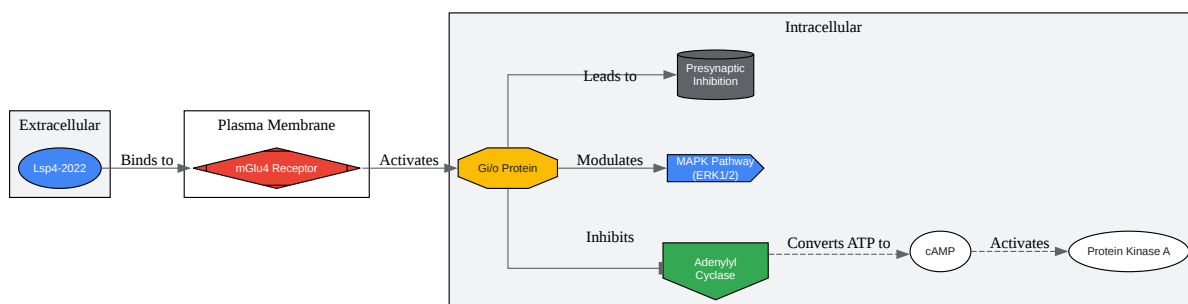 Intracellular
Presynaptic
Inhibition
Leads to
Extracellular
Plasma Membrane
Lsp4-2022
Binds to
mGlu4 Receptor
Activates
Gi/o Protein
Modulates
MAPK Pathway
(ERK1/2)
Inhibits
Adenylyl
Cyclase
Converts ATP to
cAMP
Activates
Protein Kinase A